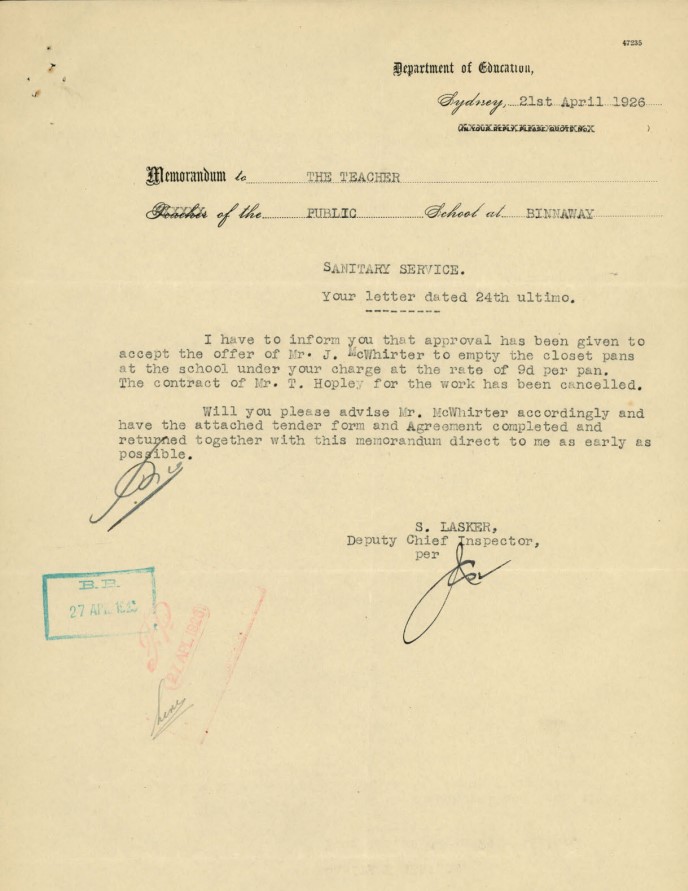 47235
Department of Education,
Sydney, 21st April 1926
)
Memorandum to THE TEACHER
Teacher of the PUBLIC School at BINNAWAY
SANITARY SERVICE.
Your letter dated 24th ultimo.
---------
I have to inform you that approval has been given to
accept the offer of Mr. J. McWhirter to empty the closet pans
at the school under your charge at the rate of 9d per pan.
The contract of Mr. T. Hopley for the work has been cancelled.
Will you please advise Mr. McWhirter accordingly and
have the attached tender form and Agreement completed and
returned together with this memorandum direct to me as early as
possible.
S. LASKER,
Deputy Chief Inspector,
per
27 APR